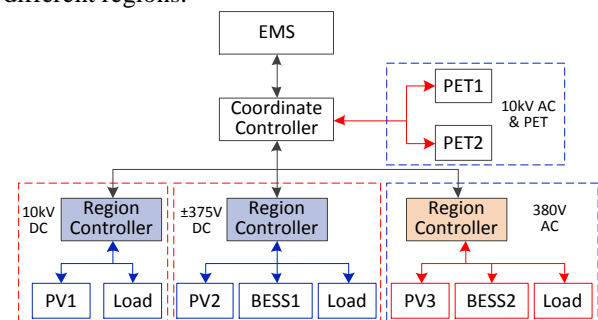 different regions.
EMS
Coordinate
Controller
PET1
PET2
10kV AC
& PET
10kV
DC
Region
Controller
±375V
DC
Region
Controller
Region
Controller
380V
AC
PV1
Load
PV2
BESS1
Load
PV3
BESS2
Load